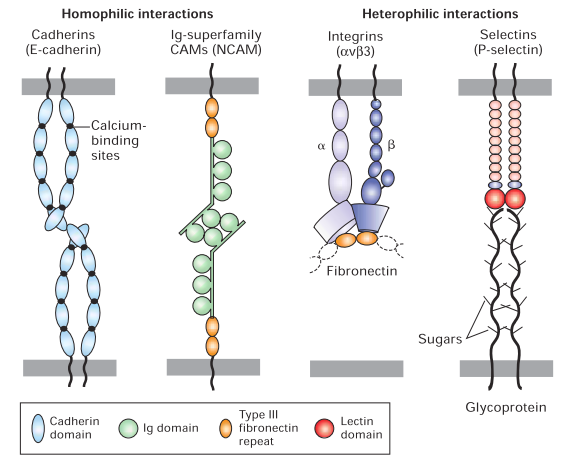 Homophilic interactions
Heterophilic interactions
Cadherins
(E-cadherin)
Ig-superfamily
CAMs (NCAM)
Integrins
(αvβ3)
Selectins
(P-selectin)
Calcium-
binding
sites
α
β
Fibronectin
Sugars
Glycoprotein
Cadherin
domain
Ig domain
Type III
fibronectin
repeat
Lectin
domain